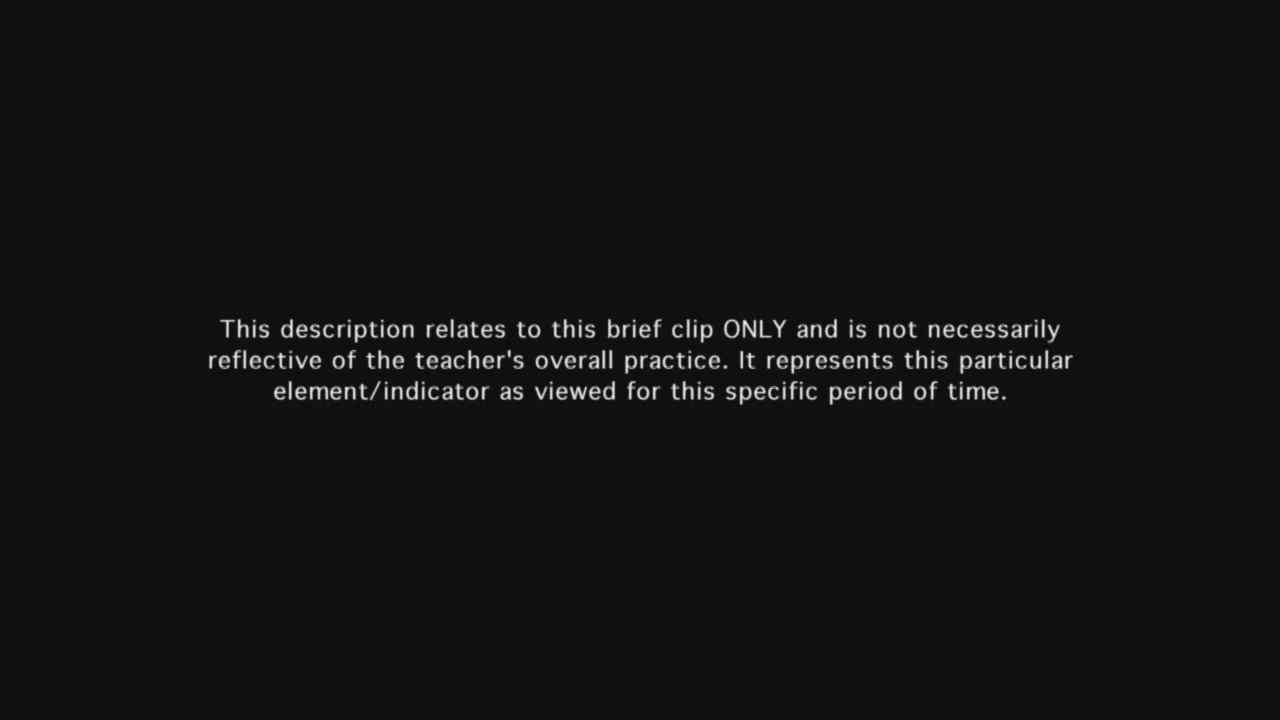 This description relates to this brief clip ONLY and is not necessarily
reflective of the teacher's overall practice. It represents this particular
element/indicator as viewed for this specific period of time.